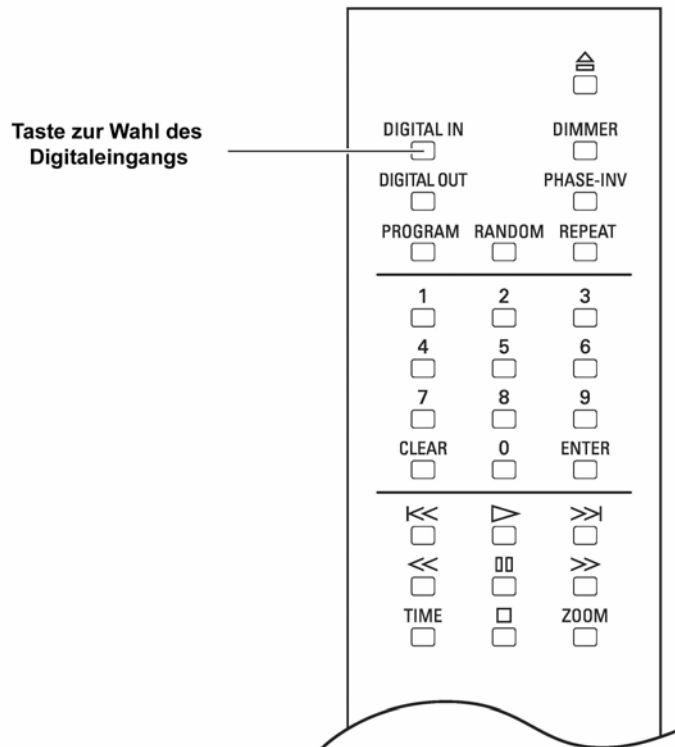 Taste zur Wahl des
Digitaleingangs
DIGITAL IN DIMMER
DIGITAL OUT PHASE-INV
PROGRAM RANDOM REPEAT
1 2 3
4 5 6
7 8 9
CLEAR 0 ENTER
TIME ZOOM